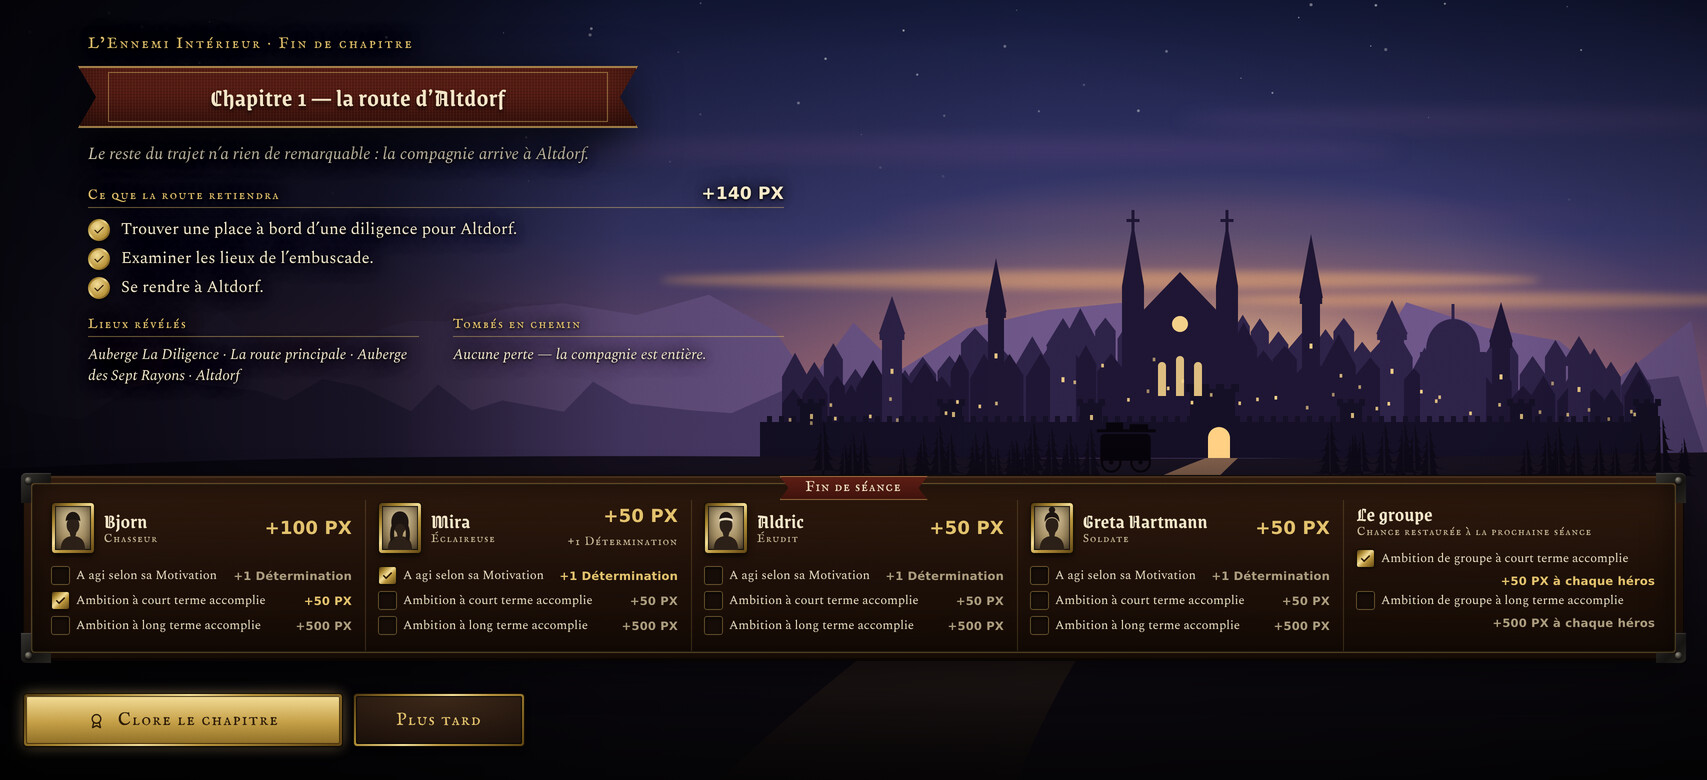 L'Ennemi Intérieur · Fin de chapitre
Chapitre 1 — la route d'Altdorf
Le reste du trajet n'a rien de remarquable : la compagnie arrive à Altdorf.
Ce que la route retiendra +140 PX
Trouver une place à bord d'une diligence pour Altdorf.
Examiner les lieux de l'embuscade.
Se rendre à Altdorf.
Lieux révélés
Auberge La Diligence · La route principale · Auberge
des Sept Rayons · Altdorf
Tombés en chemin
Aucune perte — la compagnie est entière.
Fin de séance
Bjorn
Chasseur
+100 PX
A agi selon sa Motivation +1 Détermination
Ambition à court terme accomplie +50 PX
Ambition à long terme accomplie +500 PX
Mira
Éclaireuse
+50 PX
+1 Détermination
A agi selon sa Motivation +1 Détermination
Ambition à court terme accomplie +50 PX
Ambition à long terme accomplie +500 PX
Aldric
Érudit
+50 PX
A agi selon sa Motivation +1 Détermination
Ambition à court terme accomplie +50 PX
Ambition à long terme accomplie +500 PX
Greta Hartmann
Soldate
+50 PX
A agi selon sa Motivation +1 Détermination
Ambition à court terme accomplie +50 PX
Ambition à long terme accomplie +500 PX
Le groupe
Chance restaurée à la prochaine séance
Ambition de groupe à court terme accomplie
+50 PX à chaque héros
Ambition de groupe à long terme accomplie
+500 PX à chaque héros
Clore le chapitre
Plus tard